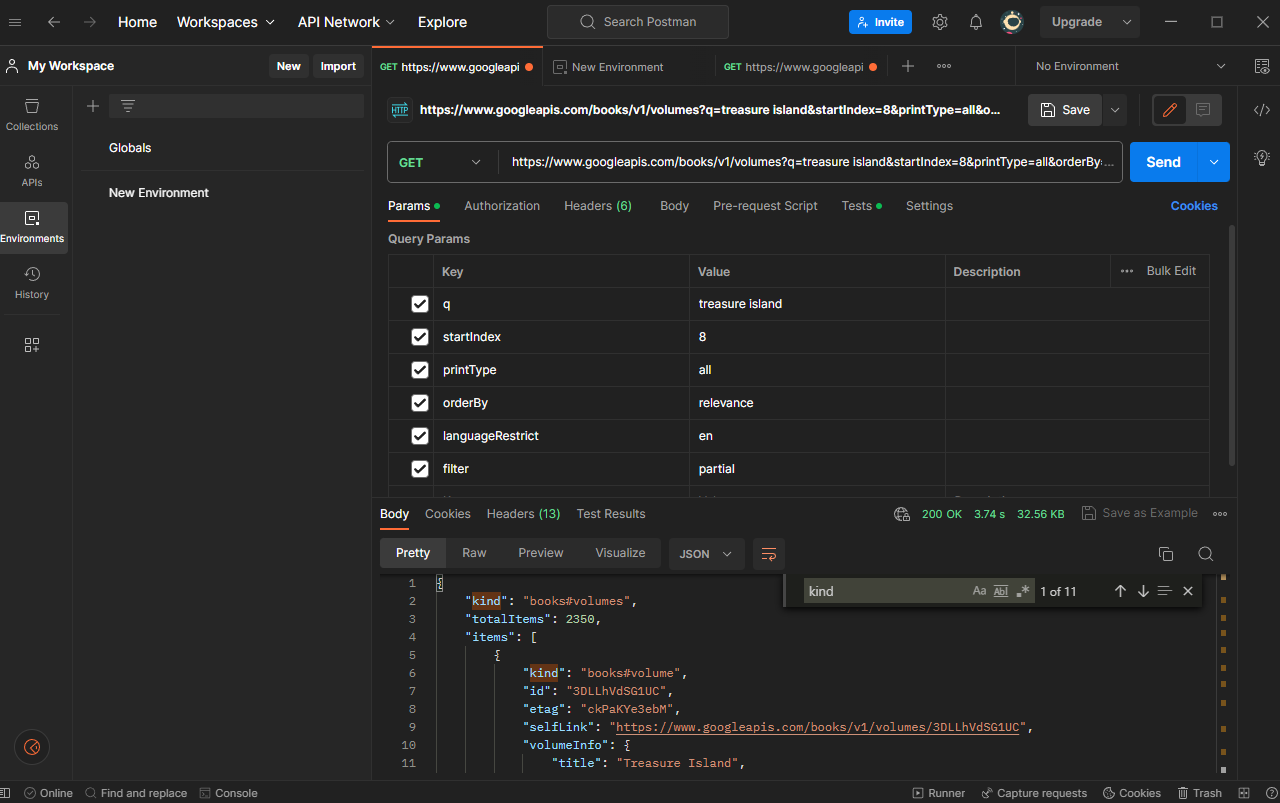 Home Workspaces API Network Explore Search Postman Invite Upgrade
My Workspace New Import
GET https://www.googleapi New Environment GET https://www.googleapi No Environment
Collections
APIs
Environments
History
Globals
New Environment
HTTP https://www.googleapis.com/books/v1/volumes?q=treasure island&startIndex=8&printType=all&o... Save
GET https://www.googleapis.com/books/v1/volumes?q=treasure island&startIndex=8&printType=all&orderBy... Send
Params Authorization Headers (6) Body Pre-request Script Tests Settings Cookies
Query Params
Key Value Description Bulk Edit
q treasure island
startIndex 8
printType all
orderBy relevance
languageRestrict en
filter partial
Body Cookies Headers (13) Test Results 200 OK 3.74 s 32.56 KB Save as Example
Pretty Raw Preview Visualize JSON
kind Aa Abl .* 1 of 11
1 {
2 "kind": "books#volumes",
3 "totalItems": 2350,
4 "items": [
5 {
6 "kind": "books#volume",
7 "id": "3DLLhVdSG1UC",
8 "etag": "ckPaKYe3ebM",
9 "selfLink": "https://www.googleapis.com/books/v1/volumes/3DLLhVdSG1UC",
10 "volumeInfo": {
11 "title": "Treasure Island",
Online Find and replace Console Runner Capture requests Cookies Trash